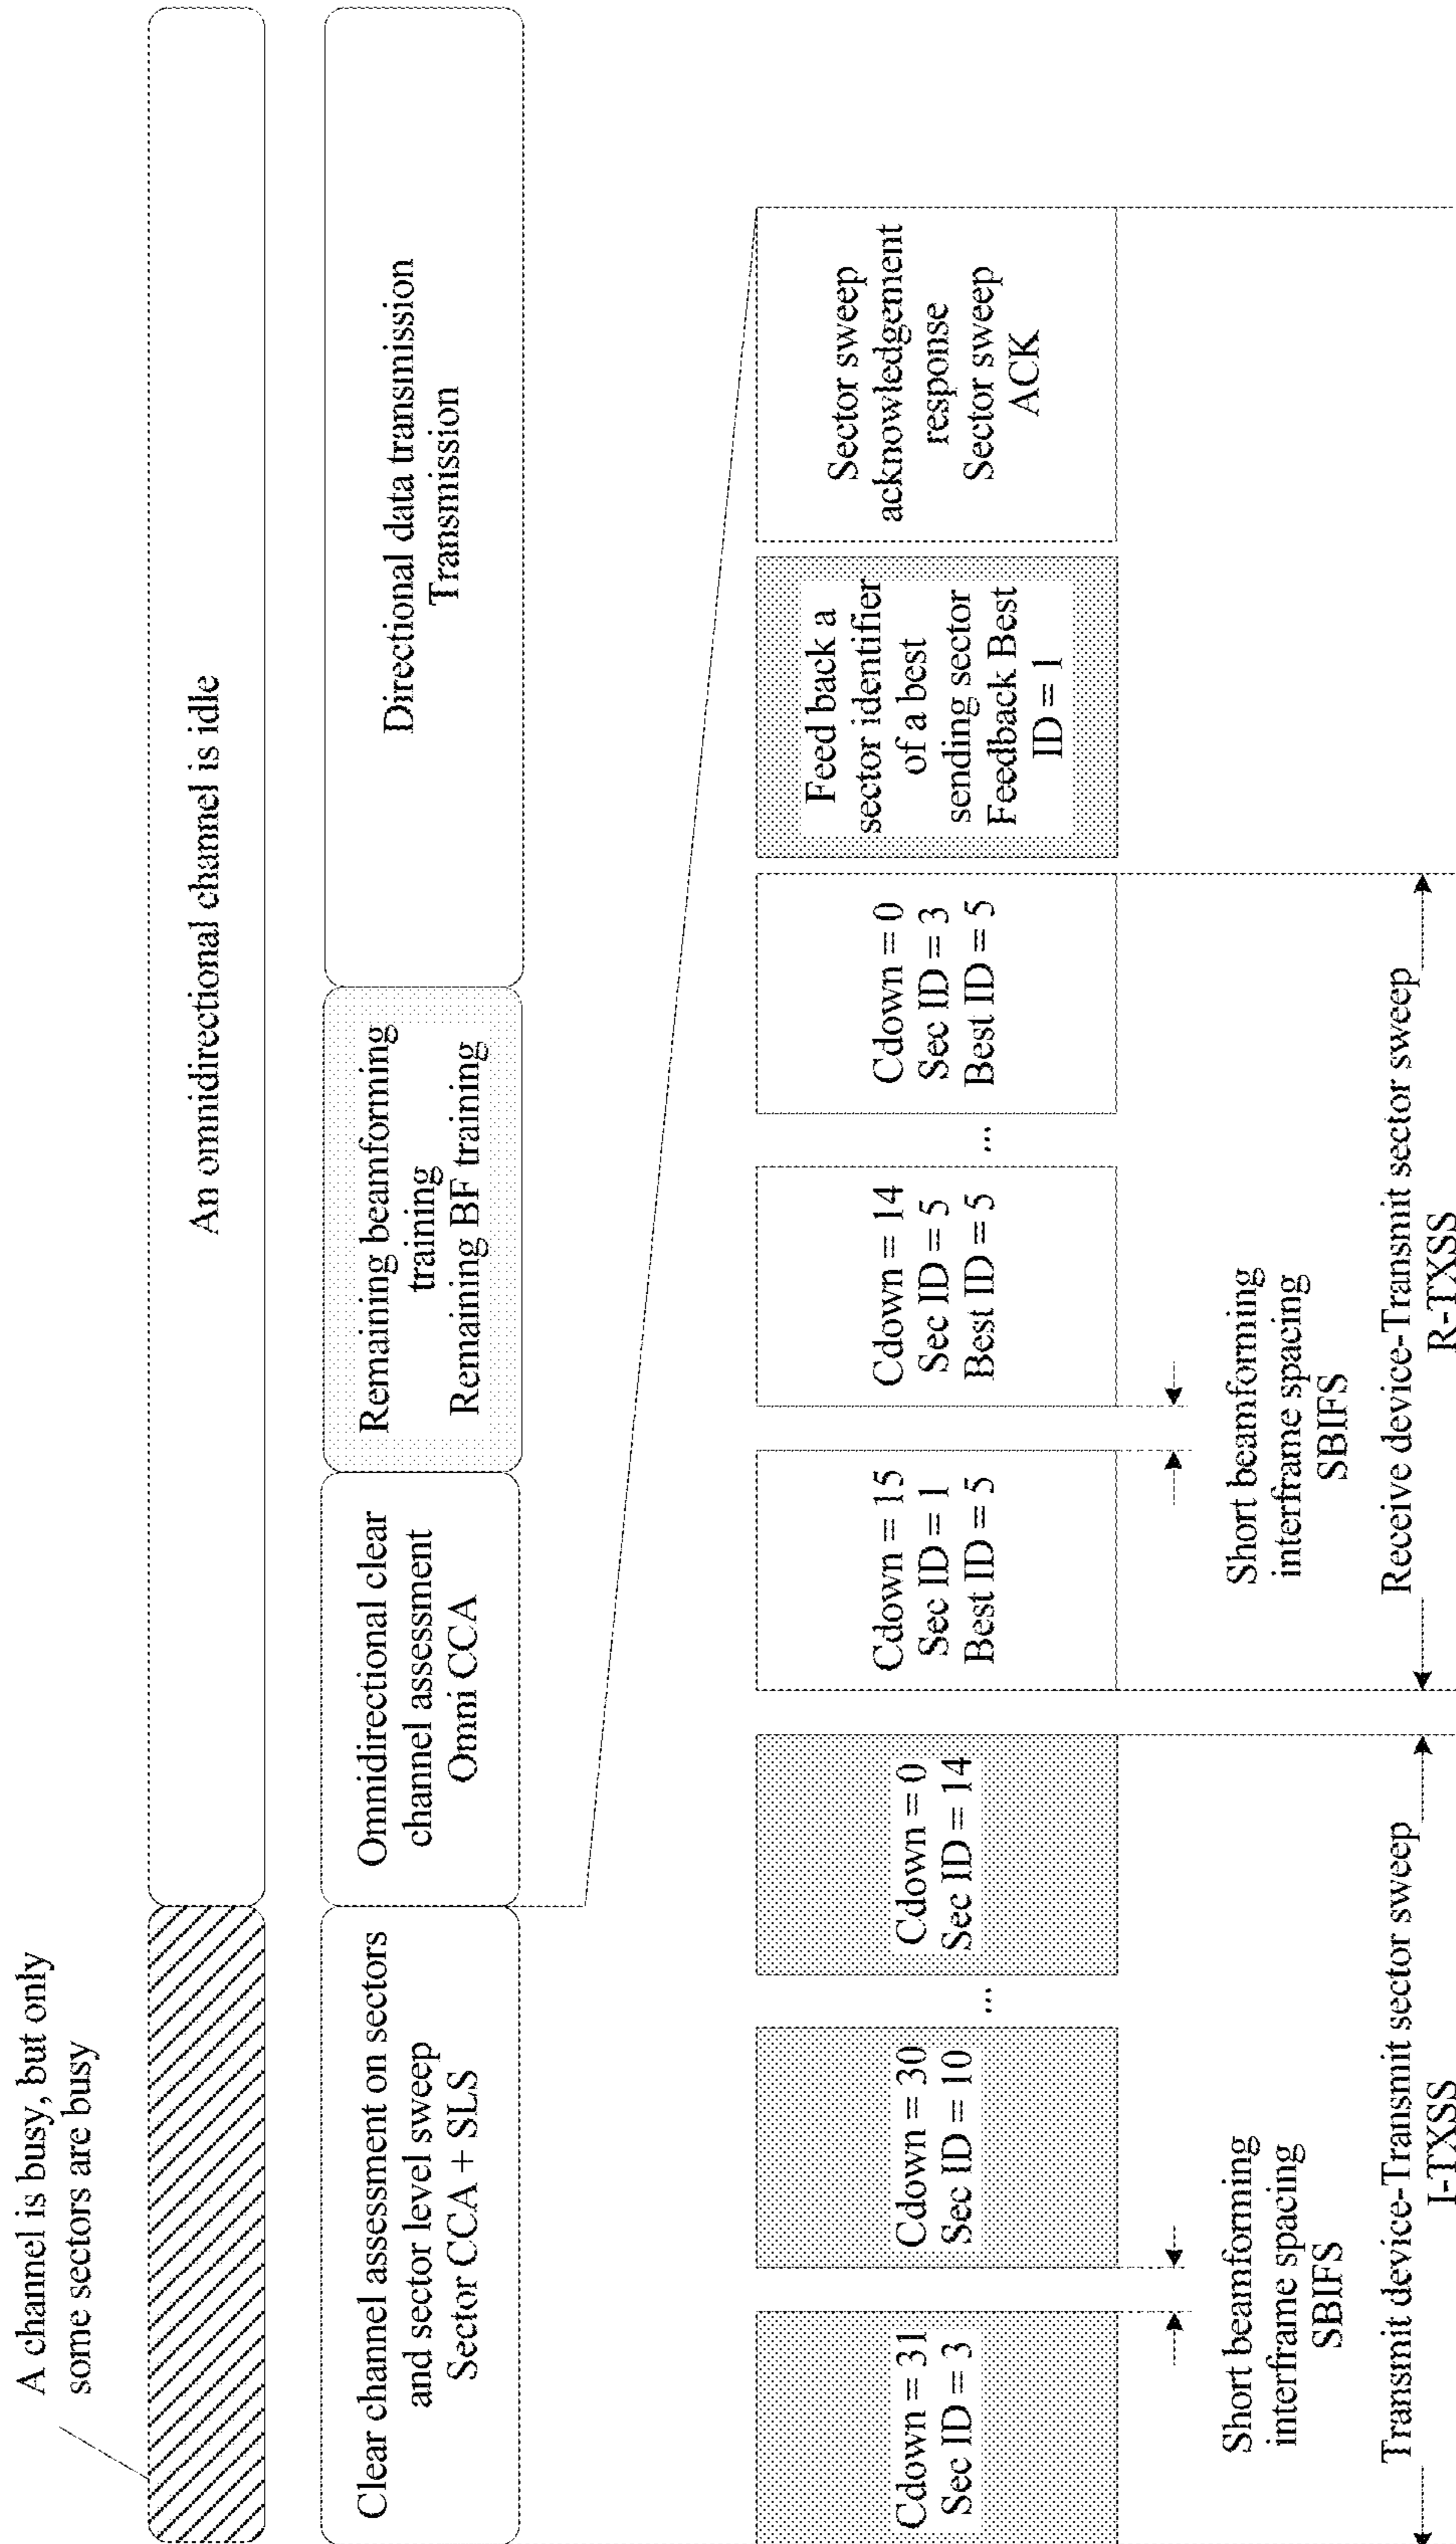 A channel is busy, but only
some sectors are busy
An omnidirectional channel is idle
Clear channel assessment on sectors
and sector level sweep
Sector CCA + SLS
Omnidirectional clear
channel assessment
Omni CCA
Remaining beamforming
training
Remaining BF training
Directional data transmission
Transmission
Cdown = 31
Sec ID = 3
Cdown = 30
Sec ID = 10
...
Cdown = 0
Sec ID = 14
Cdown = 15
Sec ID = 1
Best ID = 5
Cdown = 14
Sec ID = 5
Best ID = 5
...
Cdown = 0
Sec ID = 3
Best ID = 5
Feed back a
sector identifier
of a best
sending sector
Feedback Best
ID = 1
Sector sweep
acknowledgement
response
Sector sweep
ACK
Short beamforming
interframe spacing
SBIFS
Short beamforming
interframe spacing
SBIFS
Transmit device-Transmit sector sweep
I-TXSS
Receive device-Transmit sector sweep
R-TXSS